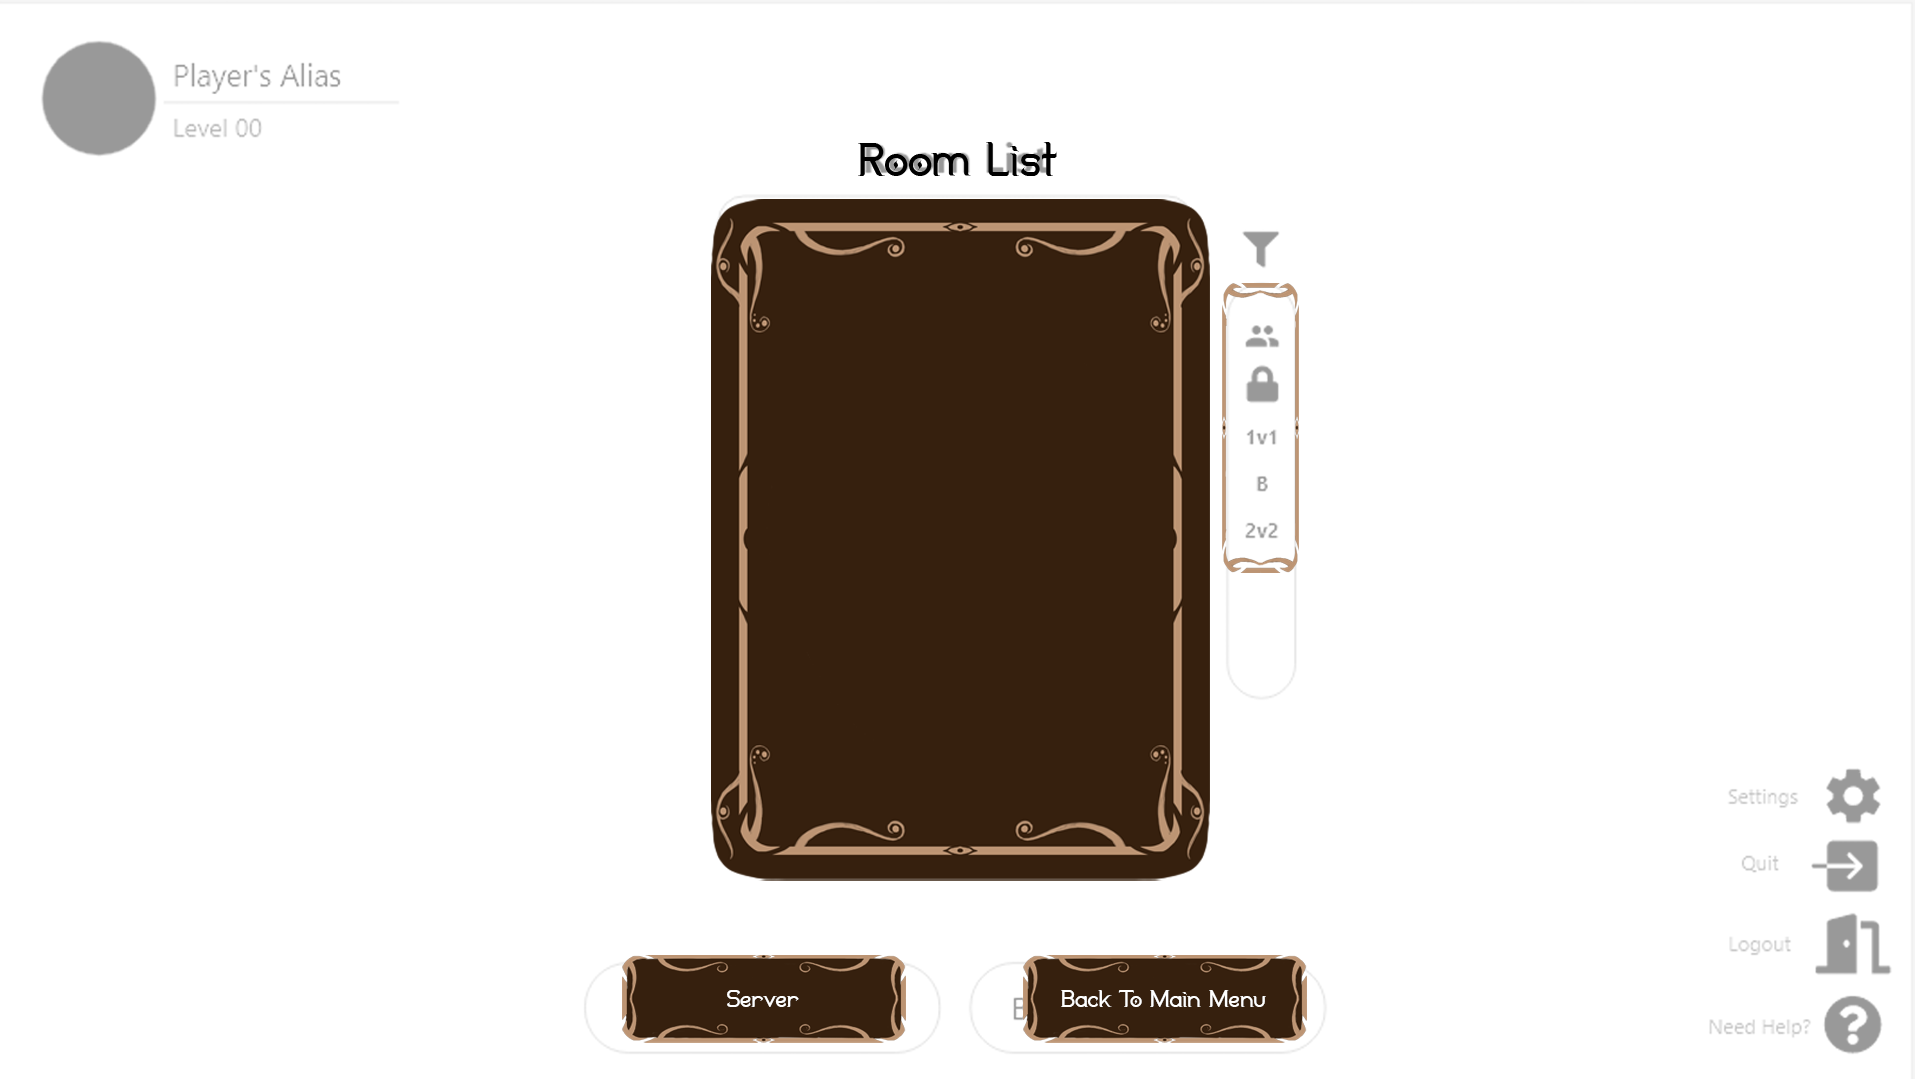 Player's Alias
Level 00
Room List
1v1
B
2v2
Settings
Quit
Logout
Need Help?
Server
Back To Main Menu